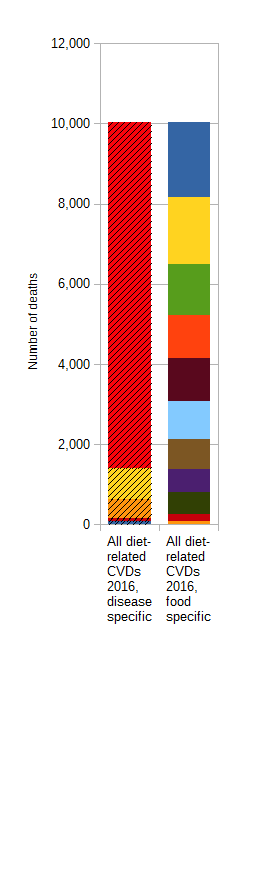 12,000
10,000
8,000
6,000
4,000
2,000
0
Number of deaths
All diet-
related
CVDs
2016,
disease
specific
All diet-
related
CVDs
2016,
food
specific